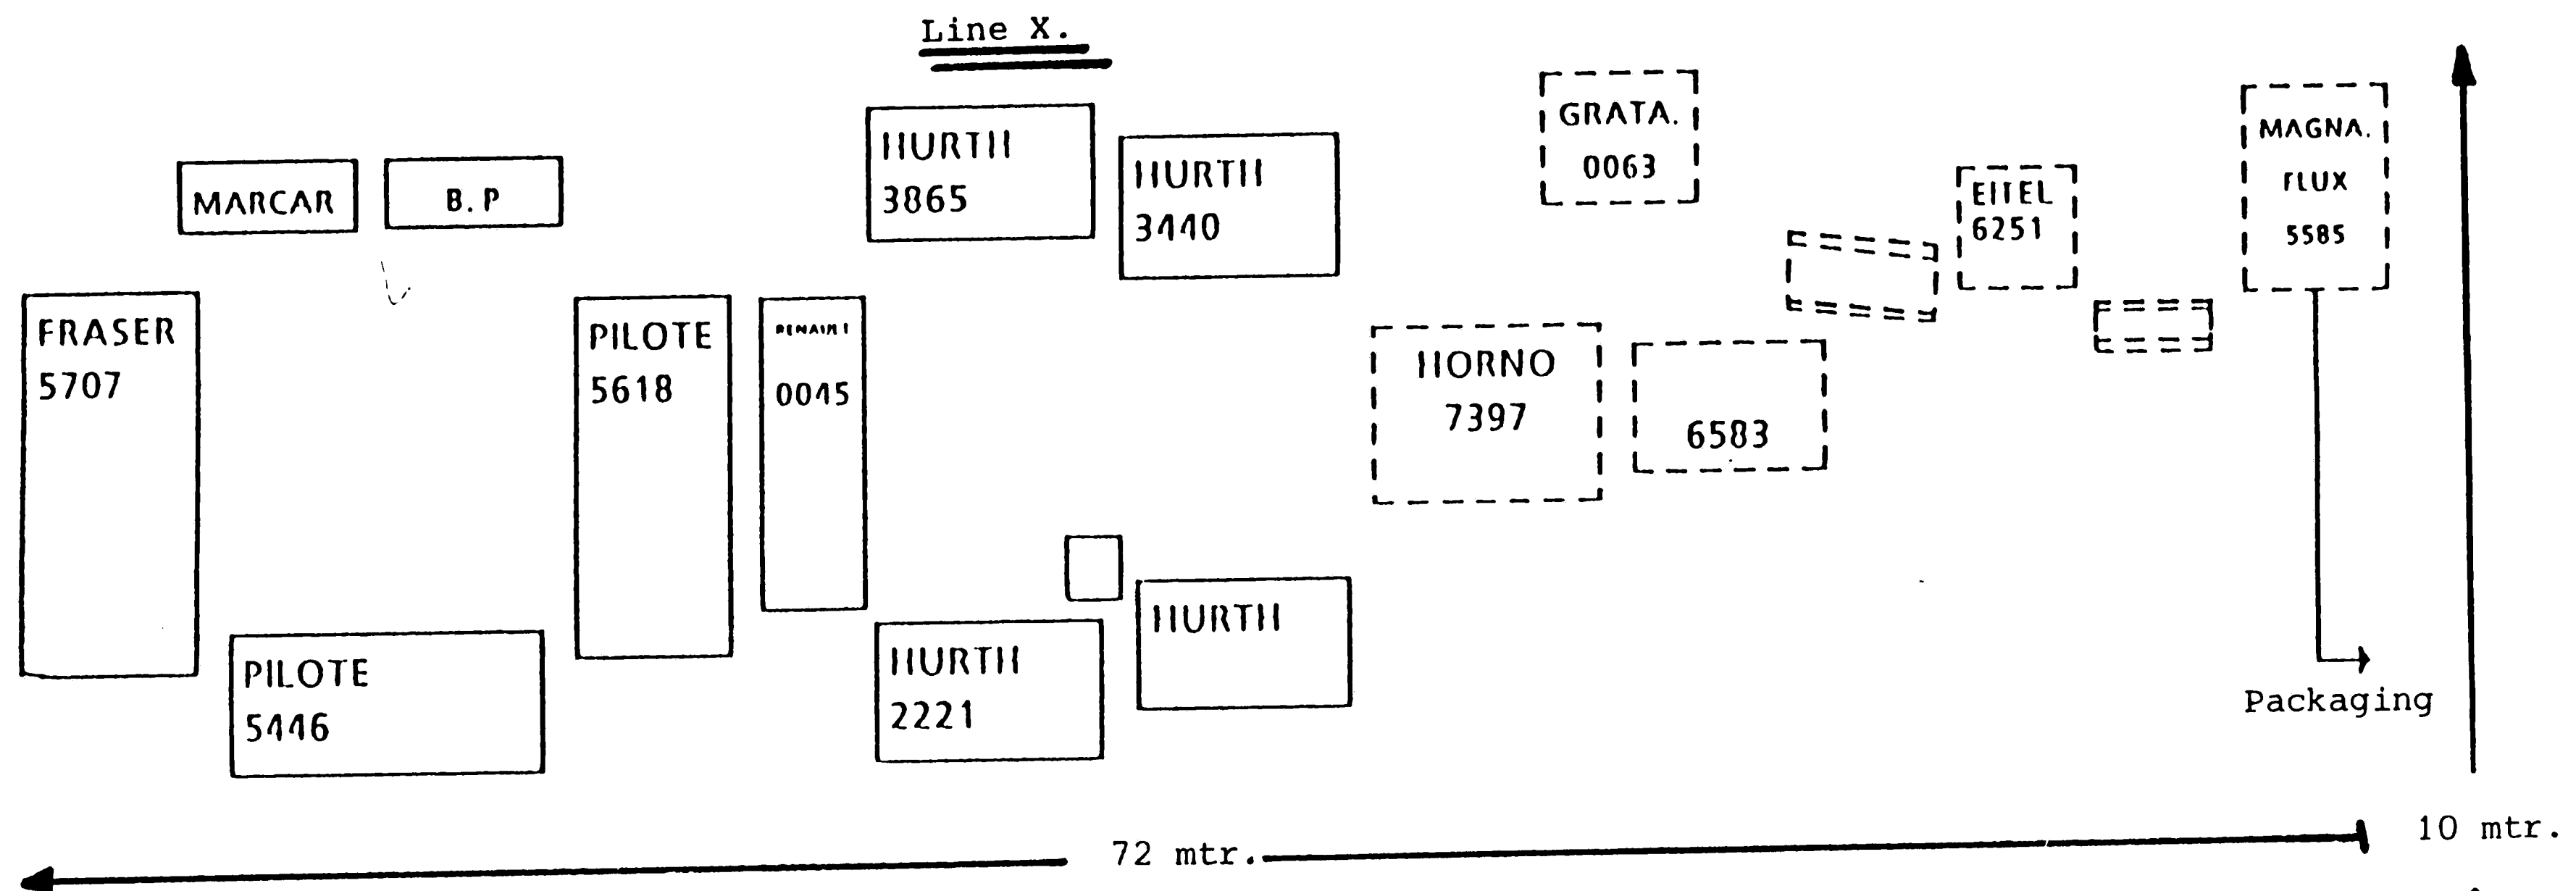 Line X.
MARCAR
B.P
HURTH
3865
HURTH
3440
GRATA.
0063
EITEL
6251
MAGNA.
FLUX
5585
FRASER
5707
PILOTE
5618
0045
HORNO
7397
6583
PILOTE
5446
HURTH
2221
HURTH
Packaging
72 mtr.
10 mtr.